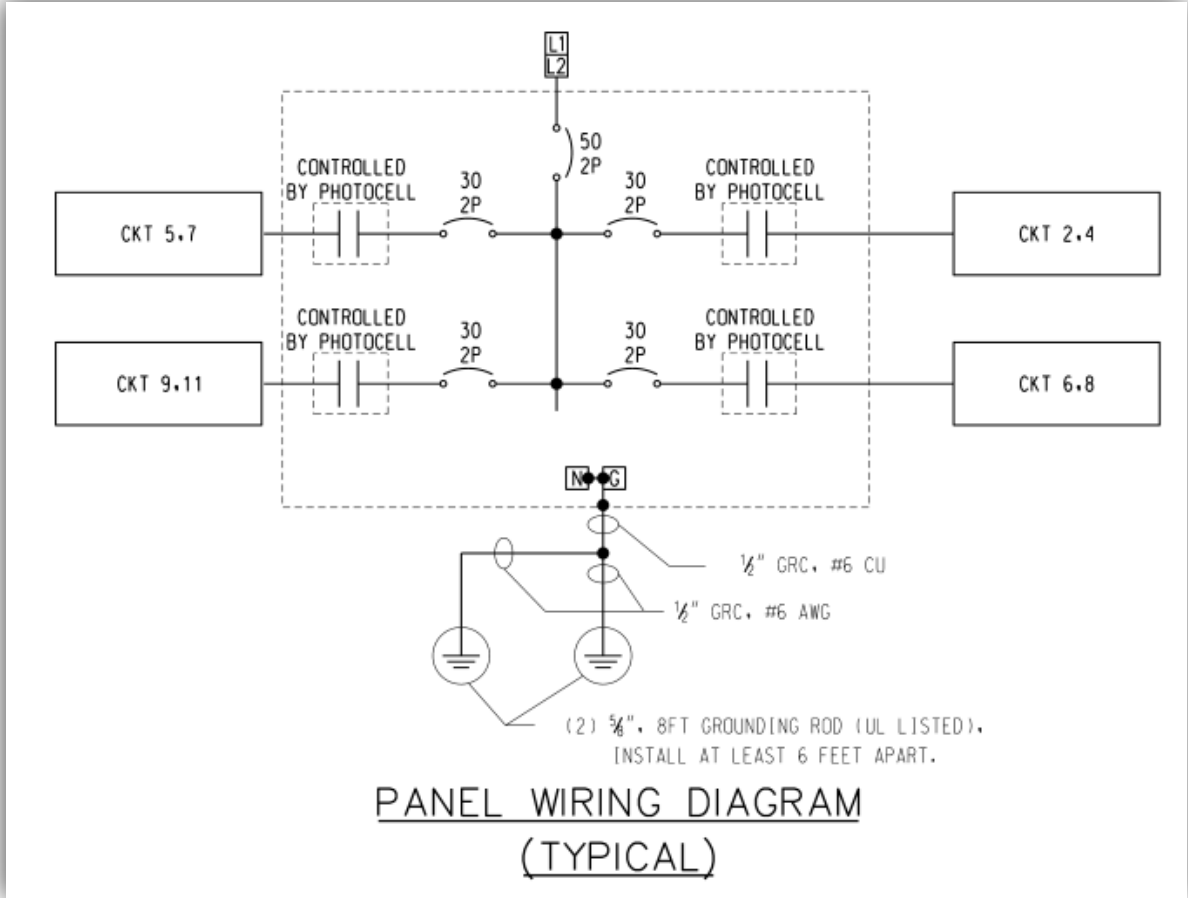 L1
L2
50
2P
CONTROLLED
BY PHOTOCELL
30
2P
30
2P
CONTROLLED
BY PHOTOCELL
CKT 5,7
CKT 2,4
CONTROLLED
BY PHOTOCELL
30
2P
30
2P
CONTROLLED
BY PHOTOCELL
CKT 9,11
CKT 6,8
N G
½" GRC, #6 CU
½" GRC, #6 AWG
(2) ⅝", 8FT GROUNDING ROD (UL LISTED),
INSTALL AT LEAST 6 FEET APART.
PANEL WIRING DIAGRAM
(TYPICAL)